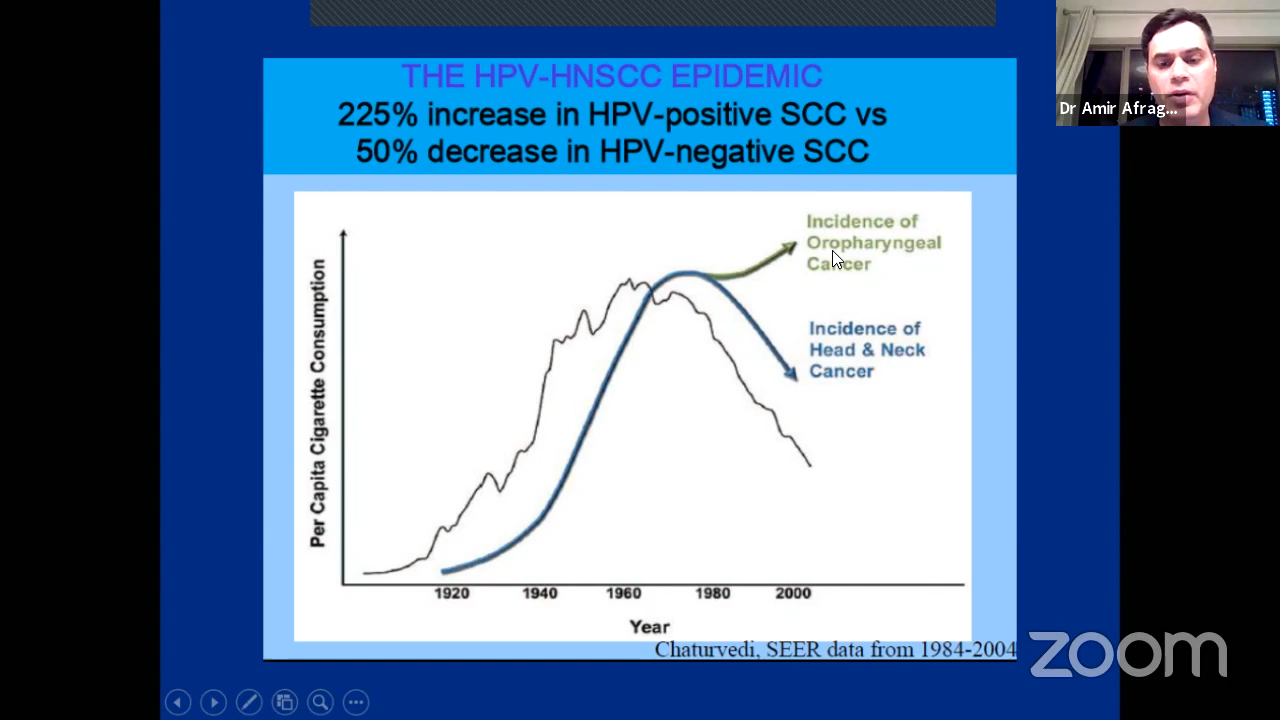 THE HPV-HNSCC EPIDEMIC
225% increase in HPV-positive SCC vs
50% decrease in HPV-negative SCC
Dr Amir Afrag...
Incidence of
Oropharyngeal
Cancer
Incidence of
Head & Neck
Cancer
Per Capita Cigarette Consumption
1920 1940 1960 1980 2000
Year
Chaturvedi, SEER data from 1984-2004
zoom